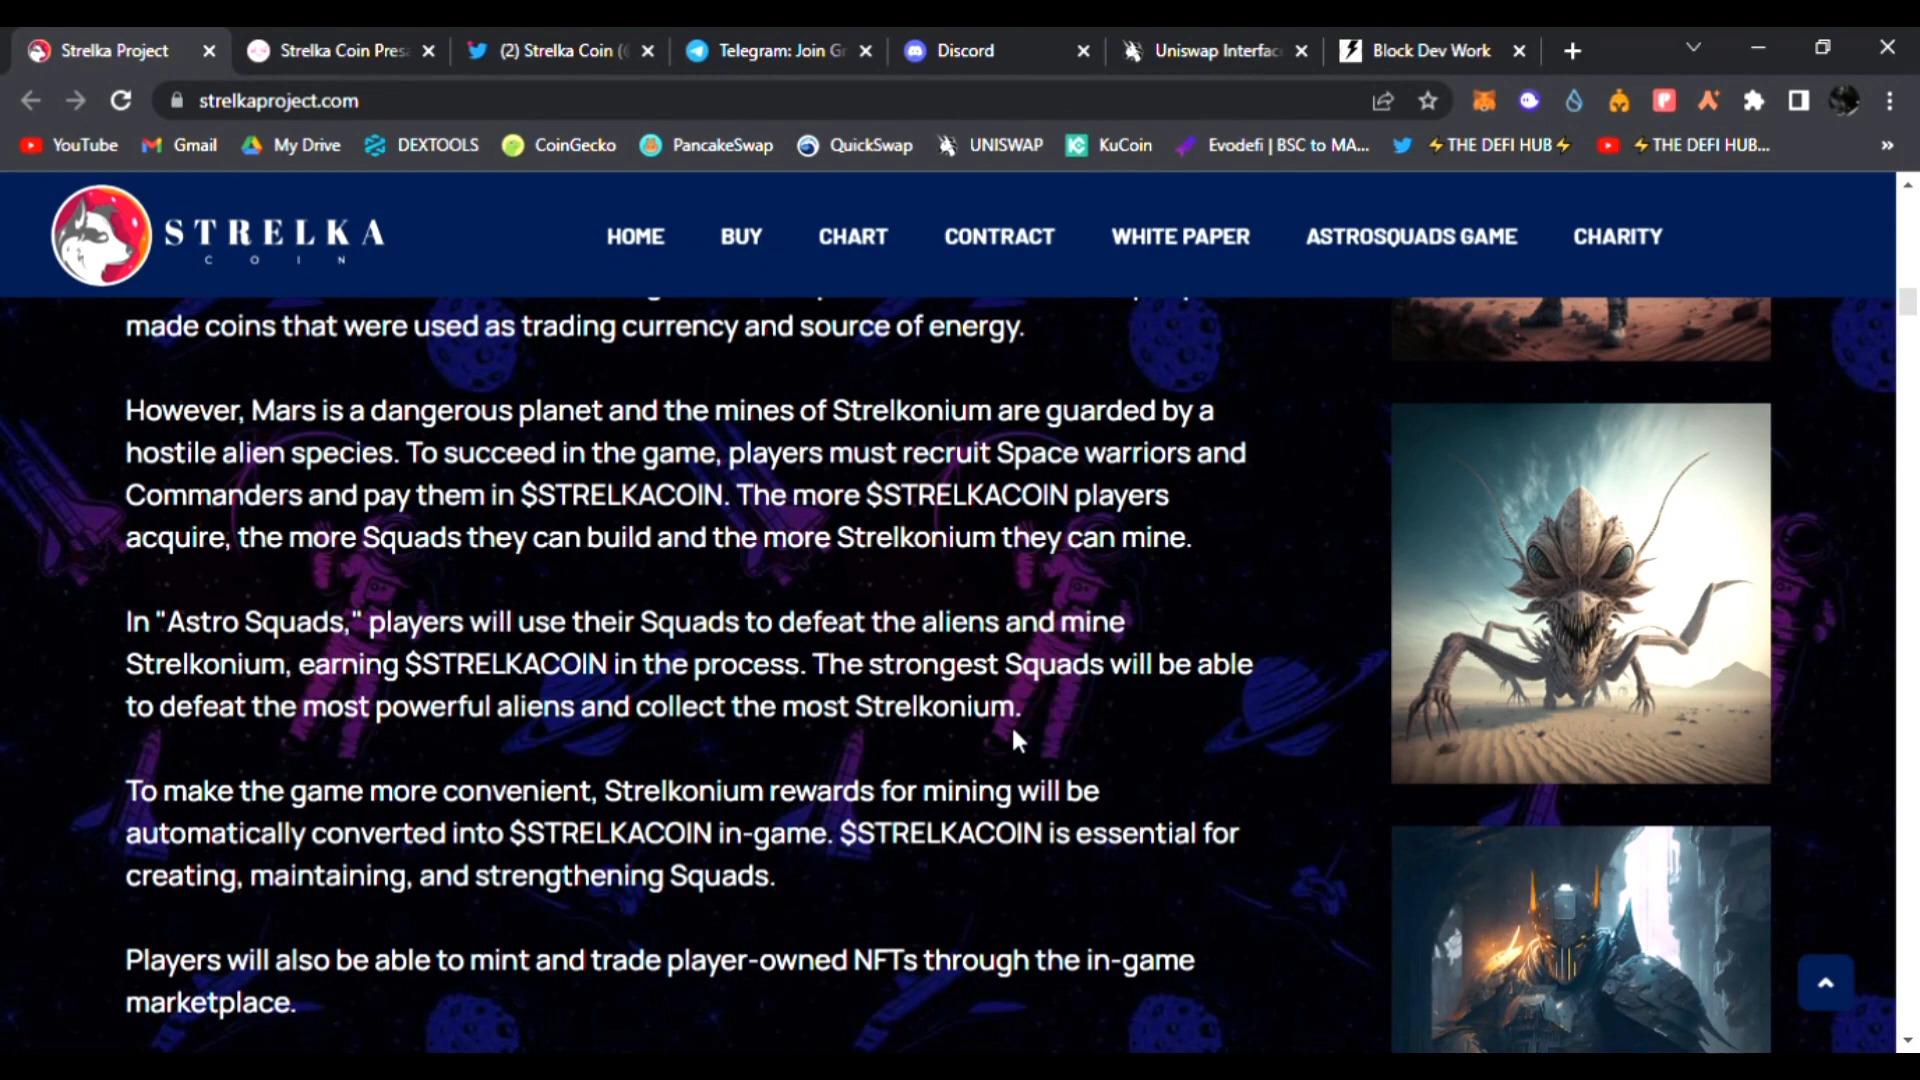 Strelka Project
Strelka Coin Pres
(2) Strelka Coin (
Telegram: Join Gr
Discord
Uniswap Interfac
Block Dev Work
strelkaproject.com
YouTube
Gmail
My Drive
DEXTOOLS
CoinGecko
PancakeSwap
QuickSwap
UNISWAP
KuCoin
Evodefi | BSC to MA...
⚡THE DEFI HUB⚡
⚡THE DEFI HUB...
»
STRELKA
COIN
HOME
BUY
CHART
CONTRACT
WHITE PAPER
ASTROSQUADS GAME
CHARITY
made coins that were used as trading currency and source of energy.
However, Mars is a dangerous planet and the mines of Strelkonium are guarded by a
hostile alien species. To succeed in the game, players must recruit Space warriors and
Commanders and pay them in $STRELKACOIN. The more $STRELKACOIN players
acquire, the more Squads they can build and the more Strelkonium they can mine.
In "Astro Squads," players will use their Squads to defeat the aliens and mine
Strelkonium, earning $STRELKACOIN in the process. The strongest Squads will be able
to defeat the most powerful aliens and collect the most Strelkonium.
To make the game more convenient, Strelkonium rewards for mining will be
automatically converted into $STRELKACOIN in-game. $STRELKACOIN is essential for
creating, maintaining, and strengthening Squads.
Players will also be able to mint and trade player-owned NFTs through the in-game
marketplace.